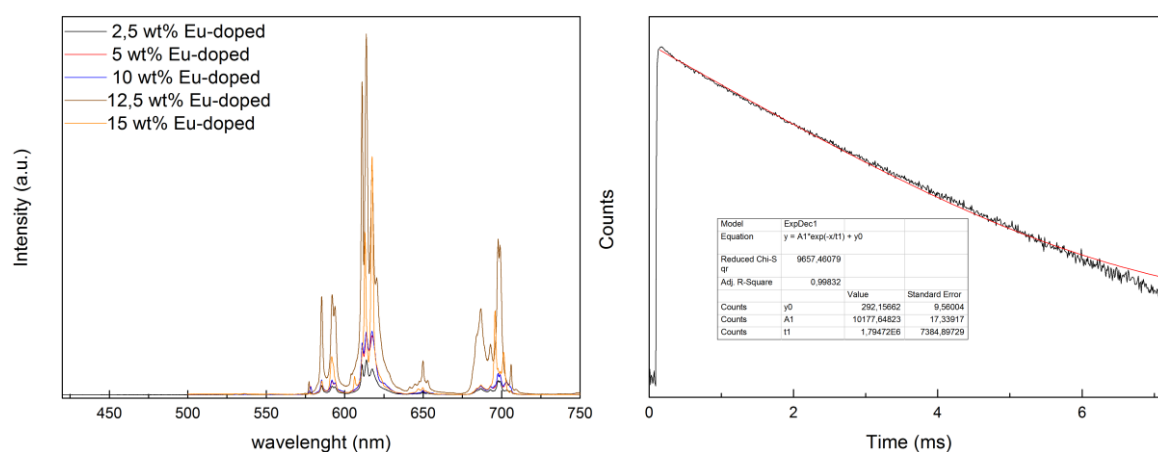 2,5 wt% Eu-doped
5 wt% Eu-doped
10 wt% Eu-doped
12,5 wt% Eu-doped
15 wt% Eu-doped
Intensity (a.u.)
450 500 550 600 650 700 750
wavelenght (nm)
Counts
Model ExpDec1
Equation y = A1*exp(-x/t1) + y0
Reduced Chi-S
qr 9657,46079
Adj. R-Square 0,99832
Value Standard Error
Counts y0 292,15662 9,56004
Counts A1 10177,64823 17,33917
Counts t1 1,79472E6 7384,89729
0 2 4 6
Time (ms)